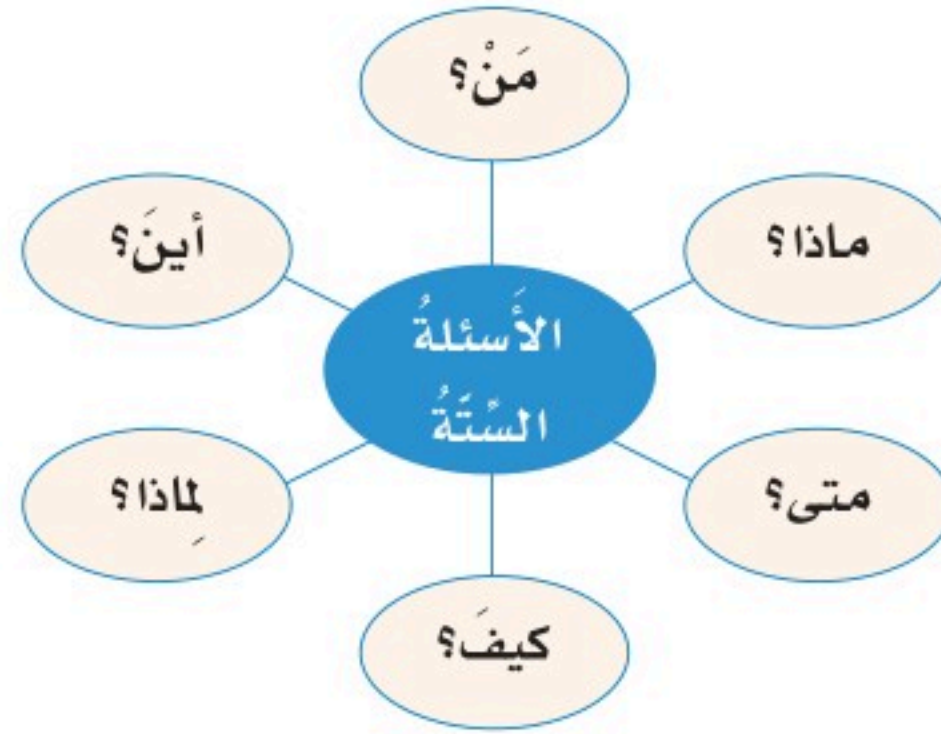 مَنْ؟
ماذا؟
أينَ؟
الأَسئلةُ
السِّتَّةُ
متى؟
لِماذا؟
كيفَ؟